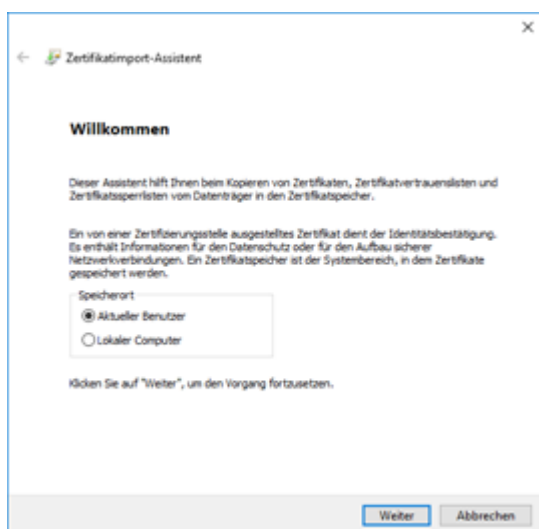 Zertifikatimport-Assistent
Willkommen
Dieser Assistent hilft Ihnen beim Kopieren von Zertifikaten, Zertifikatvertrauenslisten und
Zertifikatssperrlisten vom Datenträger in den Zertifikatspeicher.
Ein von einer Zertifizierungsstelle ausgestelltes Zertifikat dient der Identitätsbestätigung.
Es enthält Informationen für den Datenschutz oder für den Aufbau sicherer
Netzwerkverbindungen. Ein Zertifikatspeicher ist der Systembereich, in dem Zertifikate
gespeichert werden.
Speicherort
Aktueller Benutzer
Lokaler Computer
Klicken Sie auf "Weiter", um den Vorgang fortzusetzen.
Weiter Abbrechen